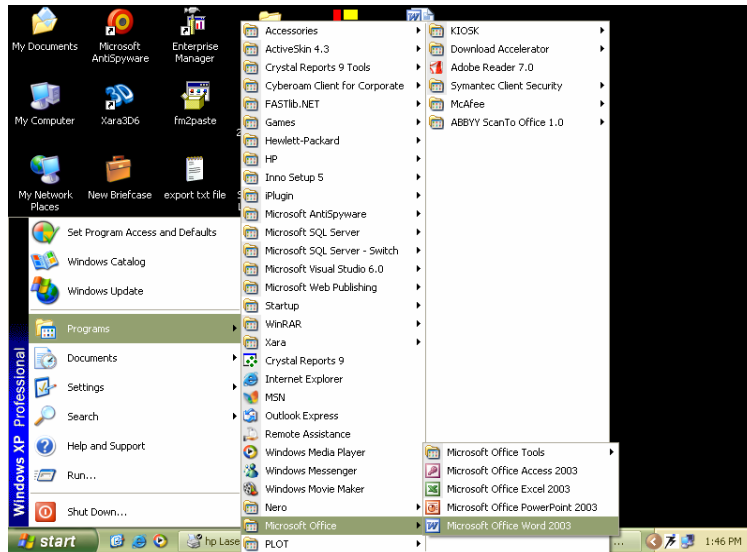 My Documents
Microsoft
AntiSpyware
Enterprise
Manager
My Computer
Xara3D6
fm2paste
My Network
Places
New Briefcase
export txt file
Windows XP Professional
Set Program Access and Defaults
Windows Catalog
Windows Update
Programs
Documents
Settings
Search
Help and Support
Run...
Shut Down...
Accessories
ActiveSkin 4.3
Crystal Reports 9 Tools
Cyberoam Client for Corporate
FASTlib.NET
Games
Hewlett-Packard
HP
Inno Setup 5
iPlugin
Microsoft AntiSpyware
Microsoft SQL Server
Microsoft SQL Server - Switch
Microsoft Visual Studio 6.0
Microsoft Web Publishing
Startup
WinRAR
Xara
Crystal Reports 9
Internet Explorer
MSN
Outlook Express
Remote Assistance
Windows Media Player
Windows Messenger
Windows Movie Maker
Nero
Microsoft Office
PLOT
KIOSK
Download Accelerator
Adobe Reader 7.0
Symantec Client Security
McAfee
ABBYY ScanTo Office 1.0
Microsoft Office Tools
Microsoft Office Access 2003
Microsoft Office Excel 2003
Microsoft Office PowerPoint 2003
Microsoft Office Word 2003
start
hp Lase
...
1:46 PM